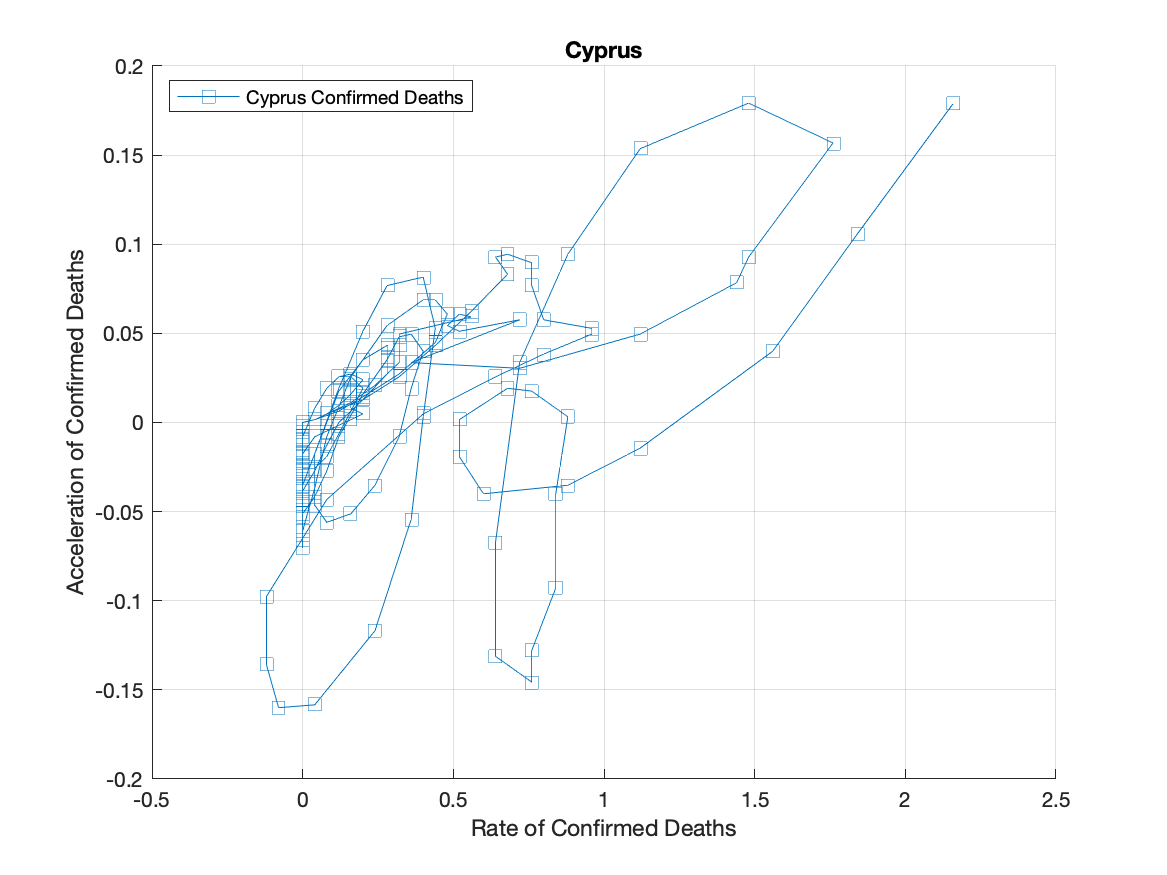 Cyprus
Cyprus Confirmed Deaths
0.2
0.15
0.1
0.05
0
-0.05
-0.1
-0.15
-0.2
Acceleration of Confirmed Deaths
-0.5 0 0.5 1 1.5 2 2.5
Rate of Confirmed Deaths